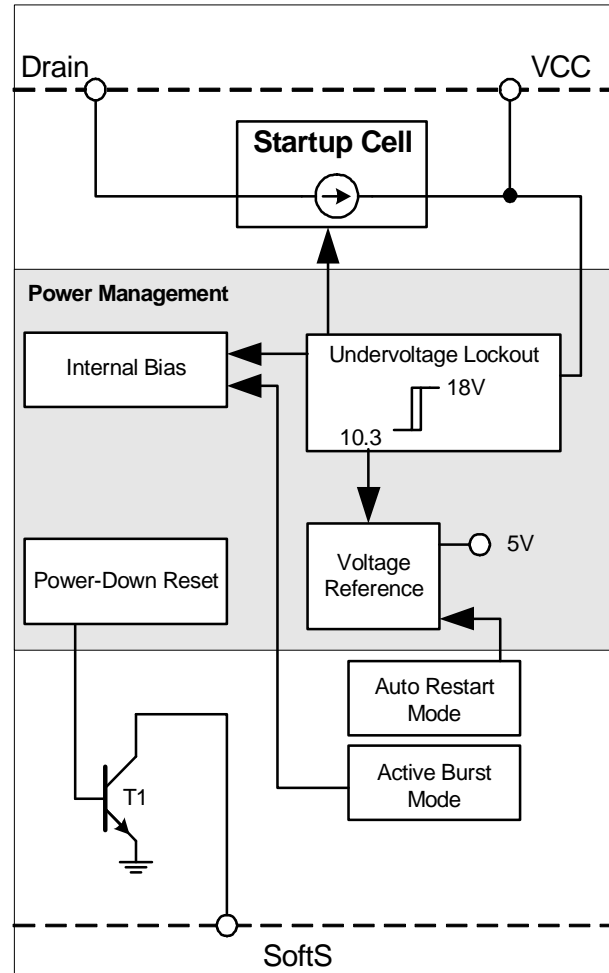 Drain
VCC
Startup Cell
Power Management
Internal Bias
Undervoltage Lockout
18V
10.3
Power-Down Reset
Voltage
Reference
5V
Auto Restart
Mode
Active Burst
Mode
T1
SoftS